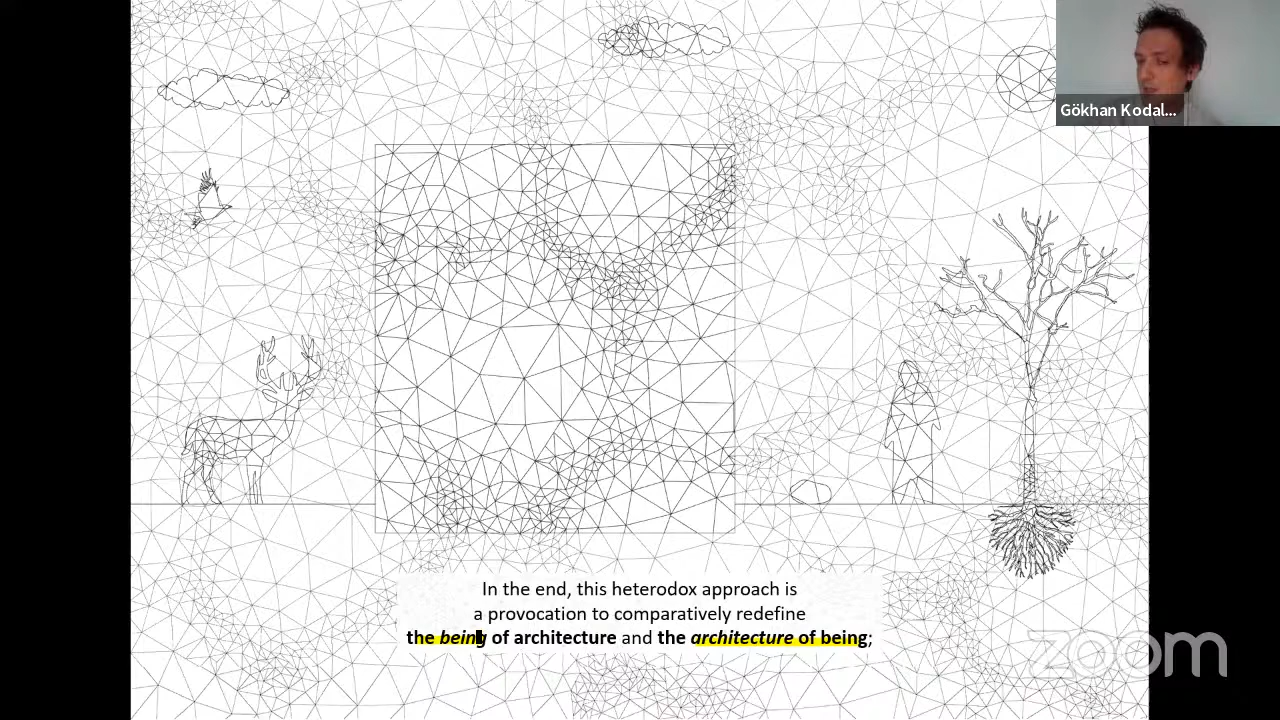 Gökhan Kodal...
In the end, this heterodox approach is
a provocation to comparatively redefine
the being of architecture and the architecture of being;
zoom